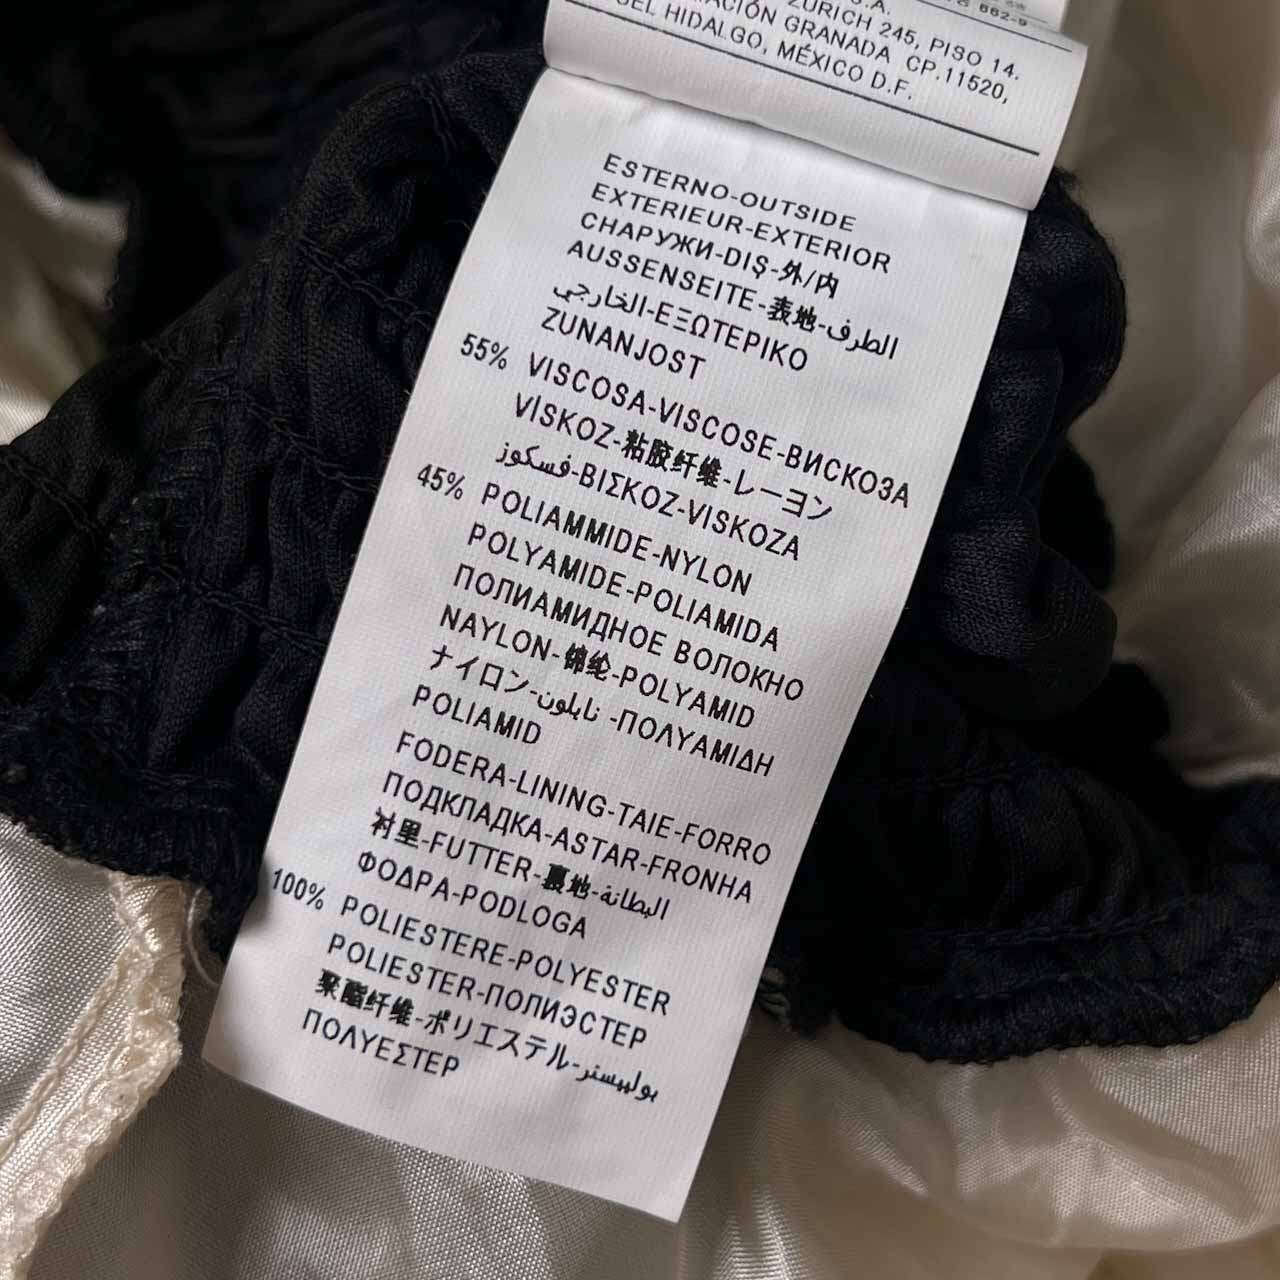 S.A.
ZURICH 245, PISO 14.
GRANADA CP.11520,
HIDALGO, MÉXICO D.F.
ESTERNO-OUTSIDE
EXTERIEUR-EXTERIOR
СНАРУЖИ-DIŞ-外/内
AUSSENSEITE-表地-الطرف
الخارجي-ΕΞΩΤΕΡΙΚΟ
ZUNANJOST
55% VISCOSA-VISCOSE-ВИСКОЗА
VİSKOZ-粘胶纤维-レーヨン
فسكوز-ΒΙΣΚΟΖ-VISKOZA
45% POLIAMMIDE-NYLON
POLYAMIDE-POLIAMIDA
ПОЛИАМИДНОЕ ВОЛОКНО
NAYLON-锦纶-POLYAMID
ナイロン-نايلون -ΠΟΛΥΑΜΙΔΗ
POLIAMID
FODERA-LINING-TAIE-FORRO
ПОДКЛАДКА-ASTAR-FRONHA
衬里-FUTTER-裏地-البطانة
ΦΟΔΡΑ-PODLOGA
100% POLIESTERE-POLYESTER
POLIESTER-ПОЛИЭСТЕР
聚酯纤维-ポリエステル-بوليستر
ΠΟΛΥΕΣΤΕΡ